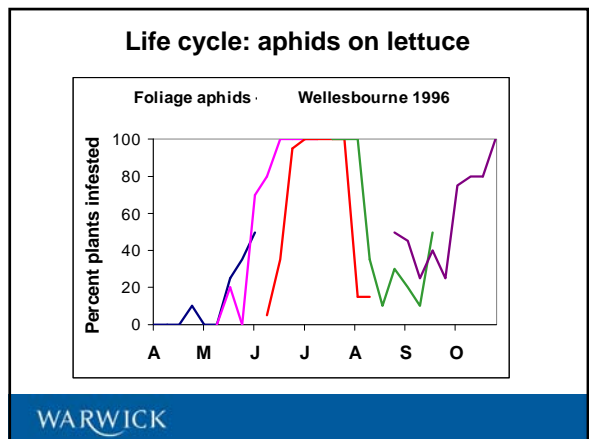 Life cycle: aphids on lettuce
Foliage aphids · Wellesbourne 1996
Percent plants infested
100
80
60
40
20
0
A M J J A S O
WARWICK